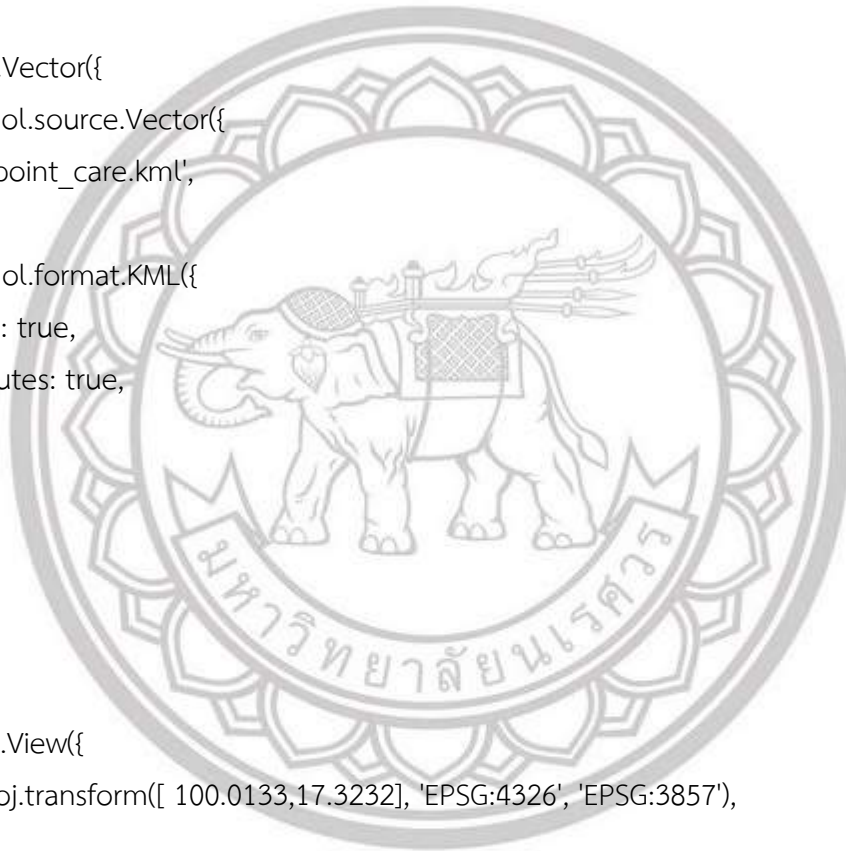 .Vector({
ol.source.Vector({
point_care.kml',
ol.format.KML({
: true,
utes: true,
มหาวิทยาลัยนเรศวร
.View({
oj.transform([ 100.0133,17.3232], 'EPSG:4326', 'EPSG:3857'),